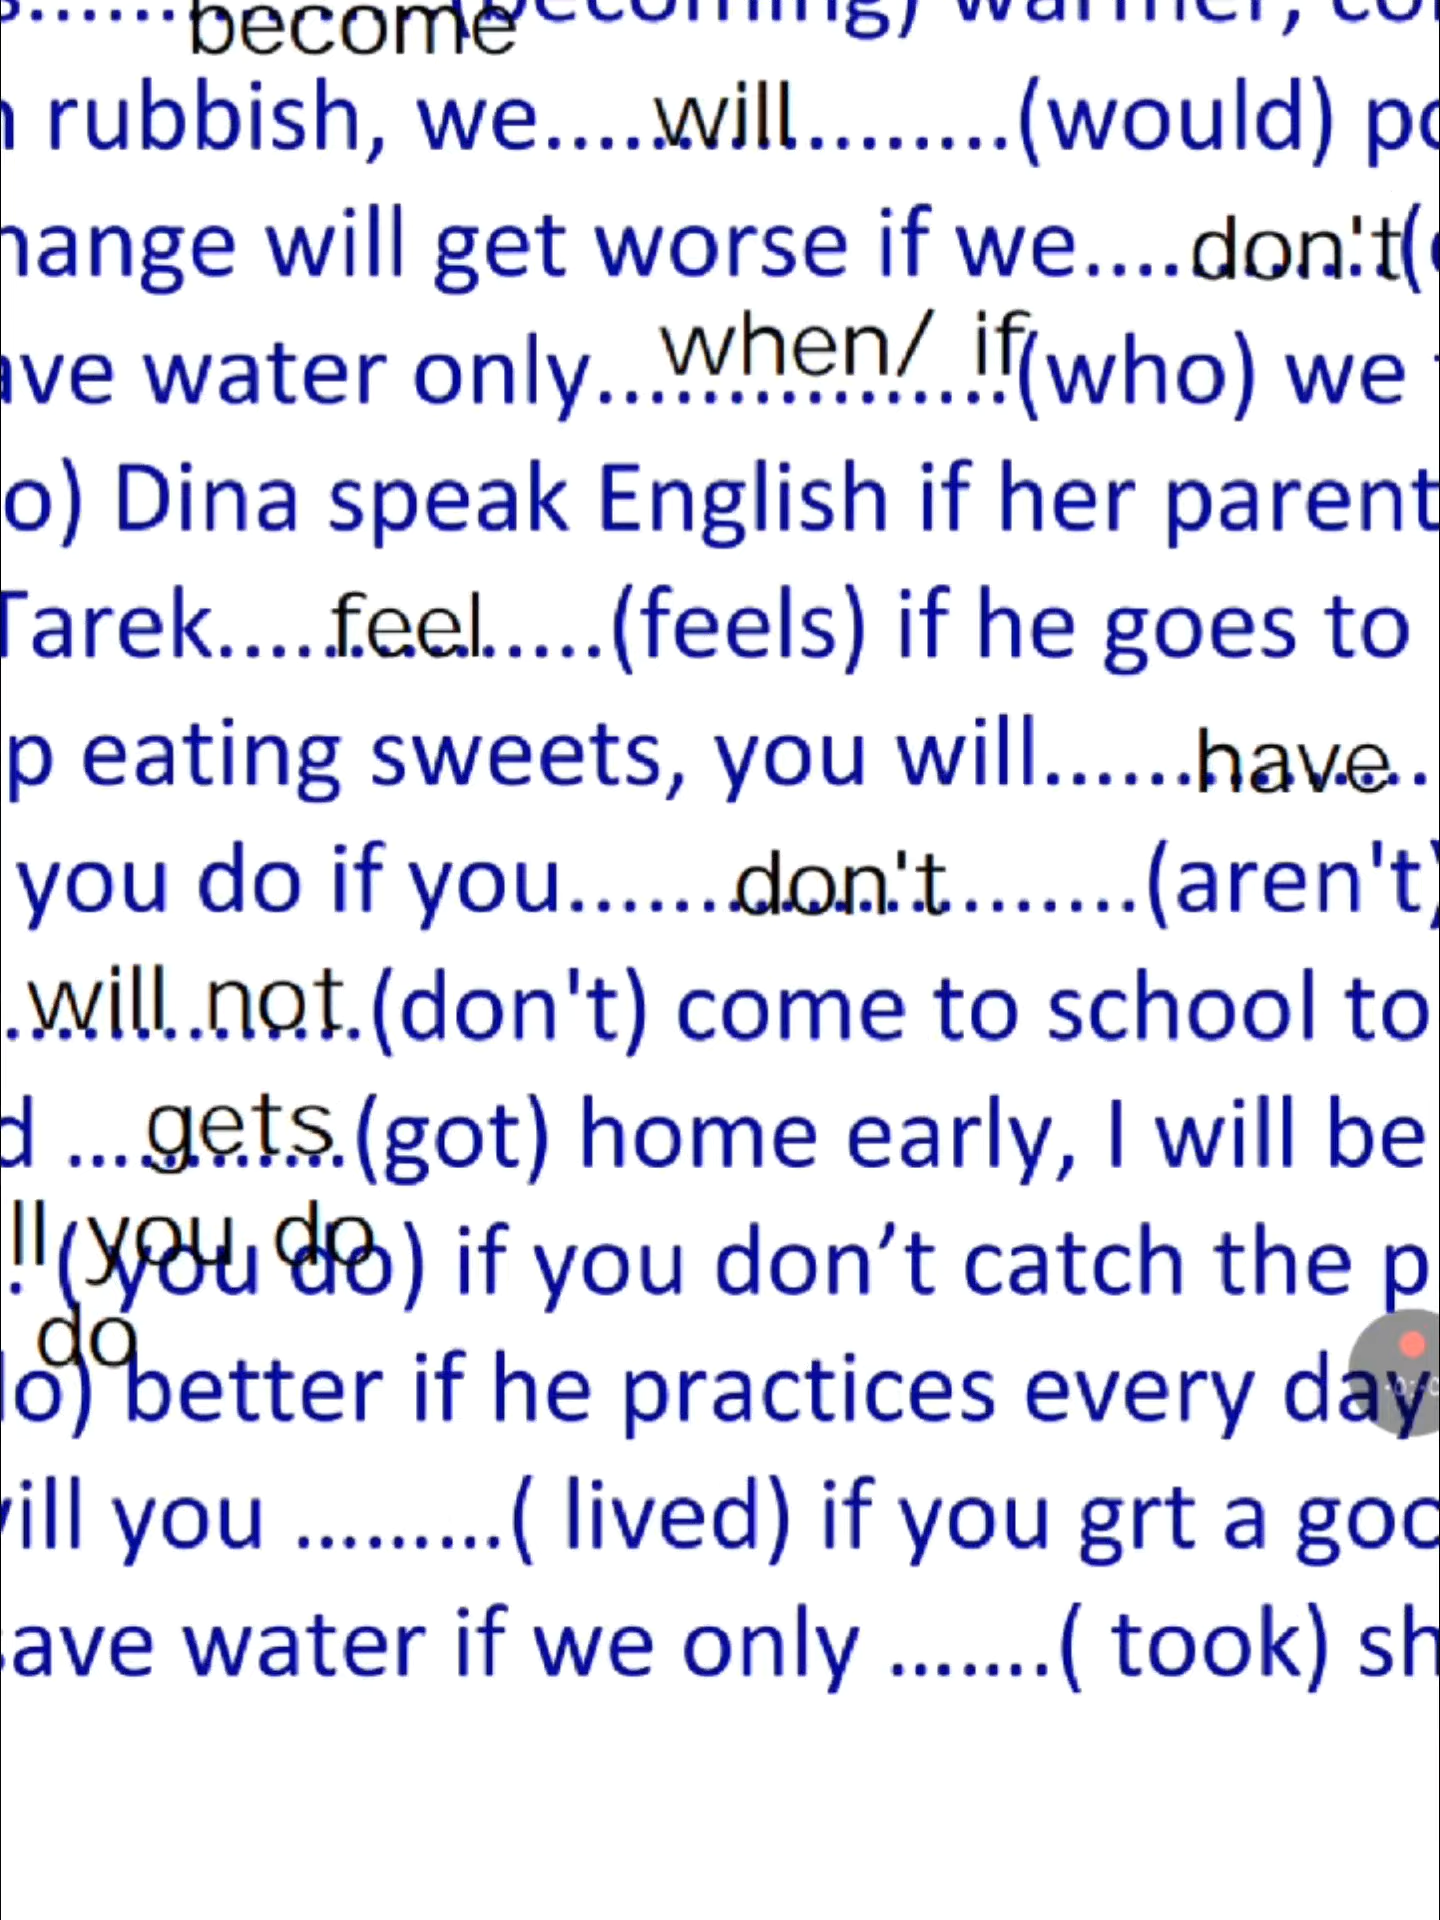 become
rubbish, we....will........(would)
will get worse if we.....don't(
water only................when/ if(who) we
o) Dina speak English if her parent
Tarek.....feel.....(feels) if he goes to
p eating sweets, you will......have..
you do if you......don't.......(aren't)
.will not.(don't) come to school to
d ...gets.(got) home early, I will be
ll you do
. (you do) if you don’t catch the p
do
o) better if he practices every day
ill you .........( lived) if you grt a goo
ave water if we only .......( took) sh